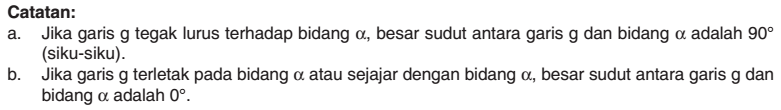 Catatan:
a. Jika garis g tegak lurus terhadap bidang α, besar sudut antara garis g dan bidang α adalah 90°
(siku-siku).
b. Jika garis g terletak pada bidang α atau sejajar dengan bidang α, besar sudut antara garis g dan
bidang α adalah 0°.